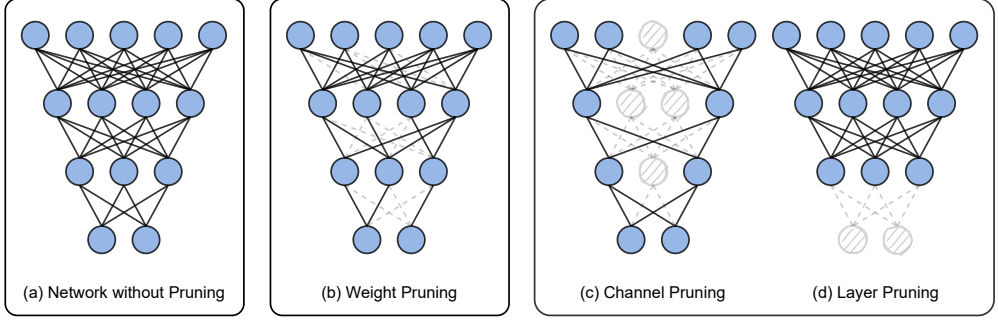 (a) Network without Pruning
(b) Weight Pruning
(c) Channel Pruning
(d) Layer Pruning